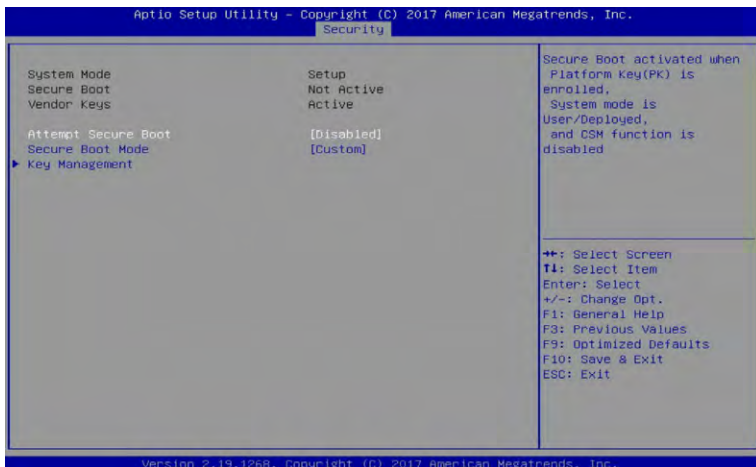 Aptio Setup Utility – Copyright (C) 2017 American Megatrends, Inc.
Security
System Mode Setup
Secure Boot Not Active
Vendor Keys Active
Attempt Secure Boot [Disabled]
Secure Boot Mode [Custom]
Key Management
Secure Boot activated when
Platform Key(PK) is
enrolled,
System mode is
User/Deployed,
and CSM function is
disabled
→←: Select Screen
↑↓: Select Item
Enter: Select
+/-: Change Opt.
F1: General Help
F3: Previous Values
F9: Optimized Defaults
F10: Save & Exit
ESC: Exit
Version 2.19.1268. Copyright (C) 2017 American Megatrends, Inc.